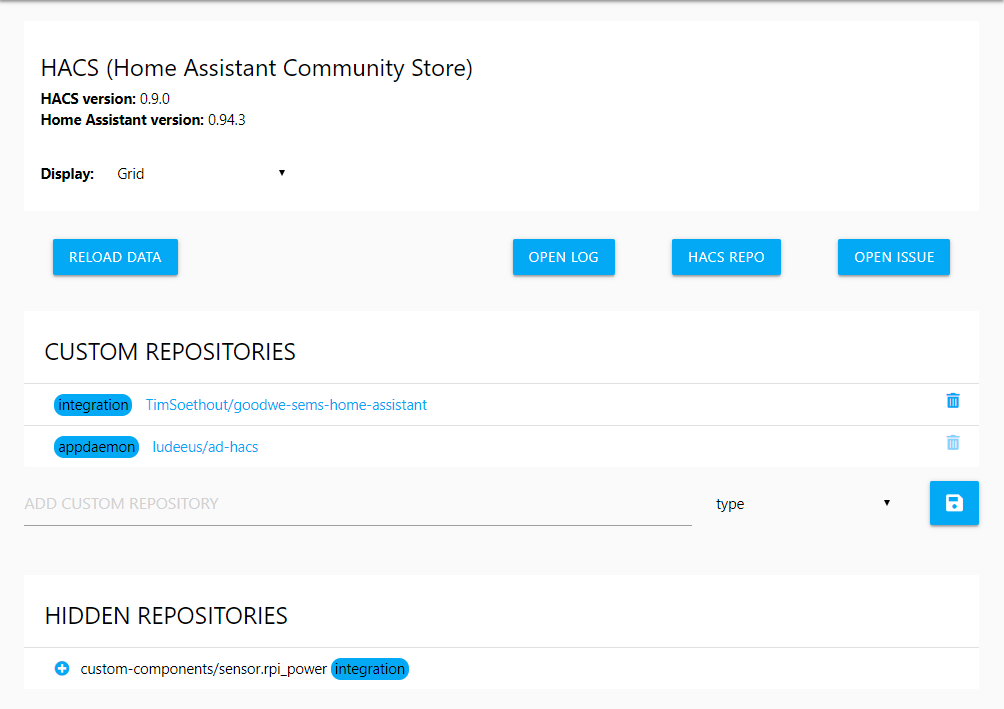 HACS (Home Assistant Community Store)
HACS version: 0.9.0
Home Assistant version: 0.94.3
Display: Grid
RELOAD DATA OPEN LOG HACS REPO OPEN ISSUE
CUSTOM REPOSITORIES
integration TimSoethout/goodwe-sems-home-assistant
appdaemon ludeeus/ad-hacs
ADD CUSTOM REPOSITORY type
HIDDEN REPOSITORIES
custom-components/sensor.rpi_power integration